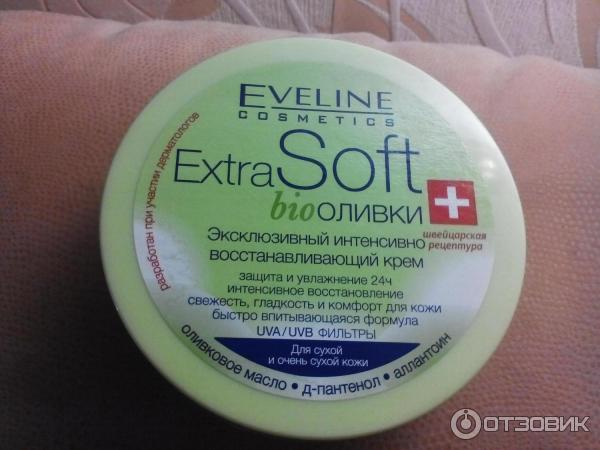 EVELINE
COSMETICS
Extra Soft
bioОЛИВКИ
швейцарская
рецептура
Эксклюзивный интенсивно
восстанавливающий крем
защита и увлажнение 24ч
интенсивное восстановление
свежесть, гладкость и комфорт для кожи
быстро впитывающаяся формула
UVA/UVB ФИЛЬТРЫ
Для сухой
и очень сухой кожи
оливковое масло • д-пантенол • аллантоин
разработан при участии дерматологов
ОТЗОВИК